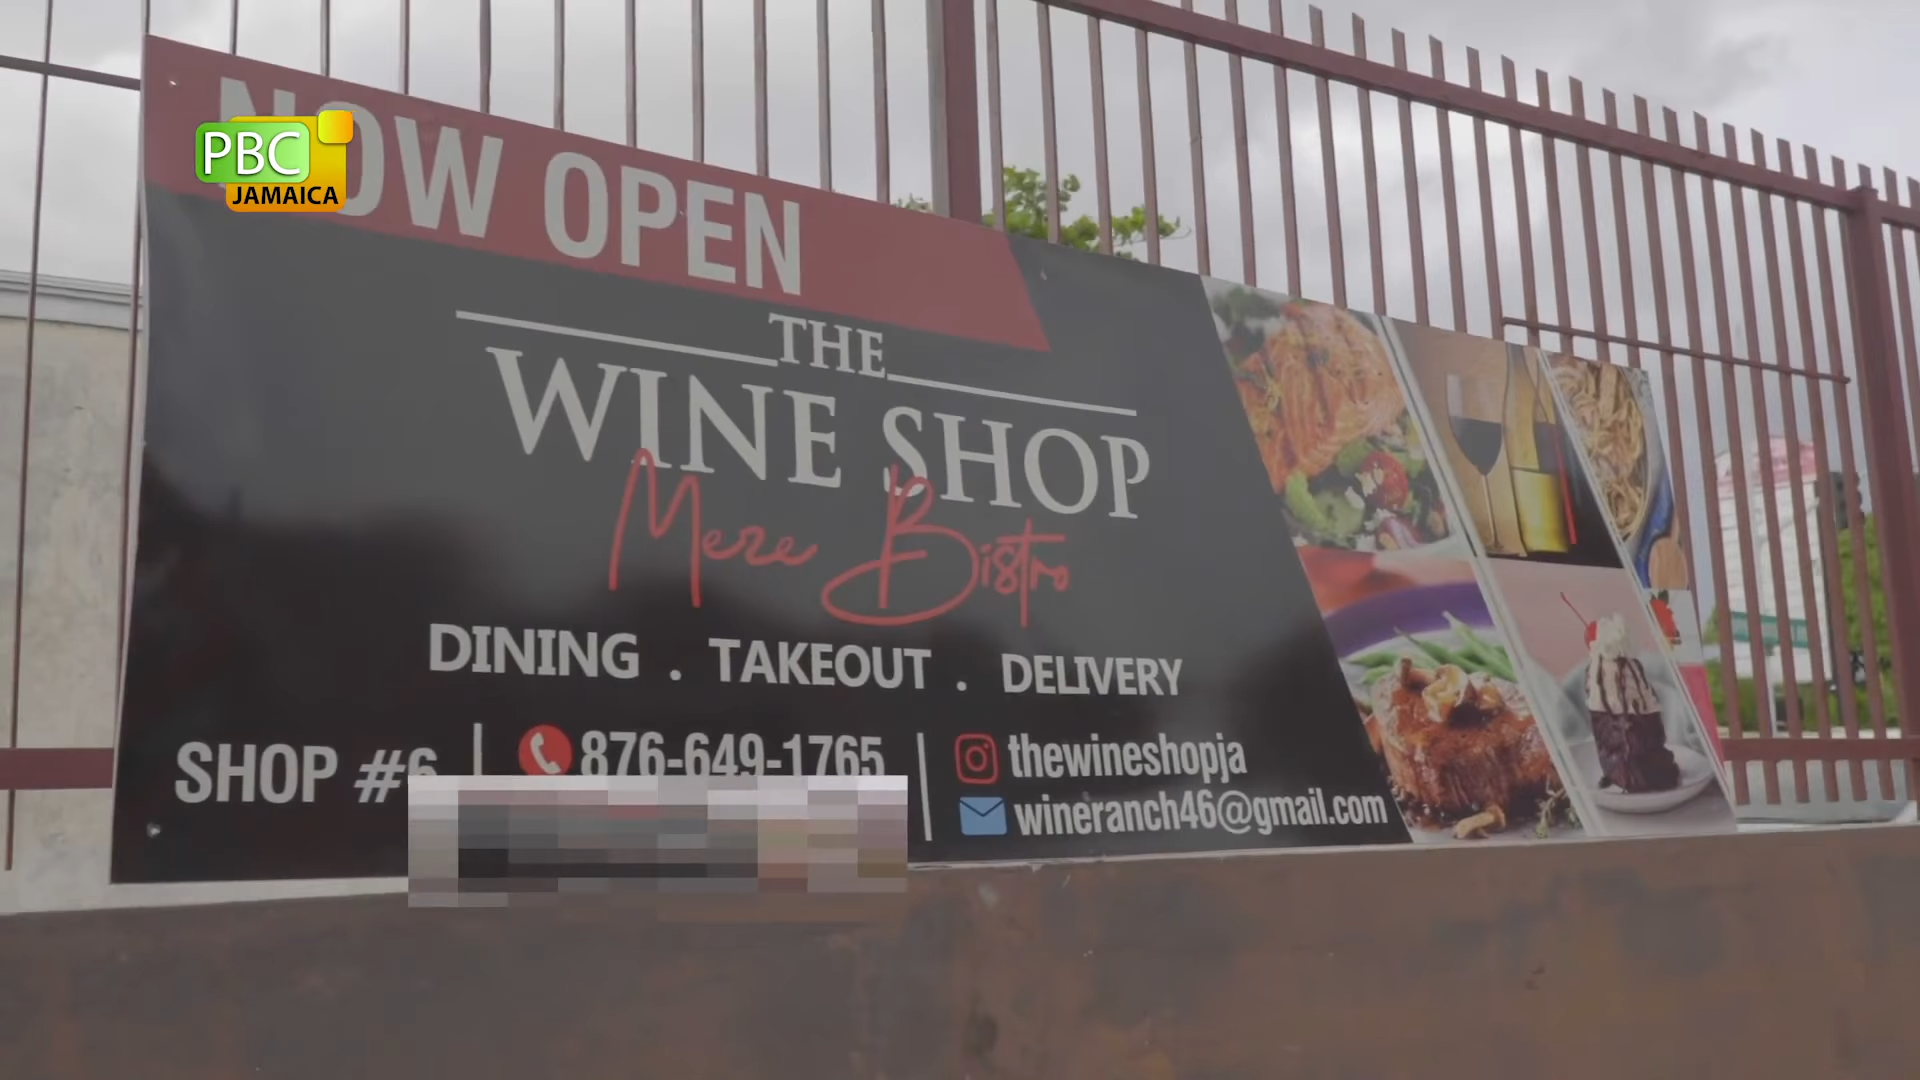 PBC
JAMAICA
NOW OPEN
THE
WINE SHOP
Meze Bistro
DINING . TAKEOUT . DELIVERY
SHOP #6
876-649-1765
thewineshopja
wineranch46@gmail.com